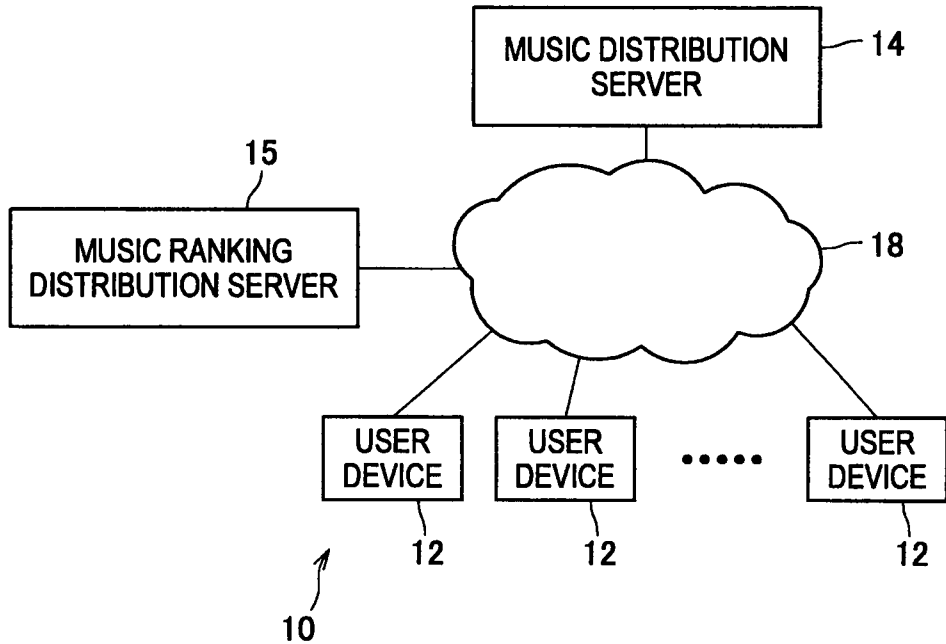 MUSIC DISTRIBUTION
SERVER
14
15
MUSIC RANKING
DISTRIBUTION SERVER
18
USER
DEVICE
USER
DEVICE
USER
DEVICE
12
12
12
10